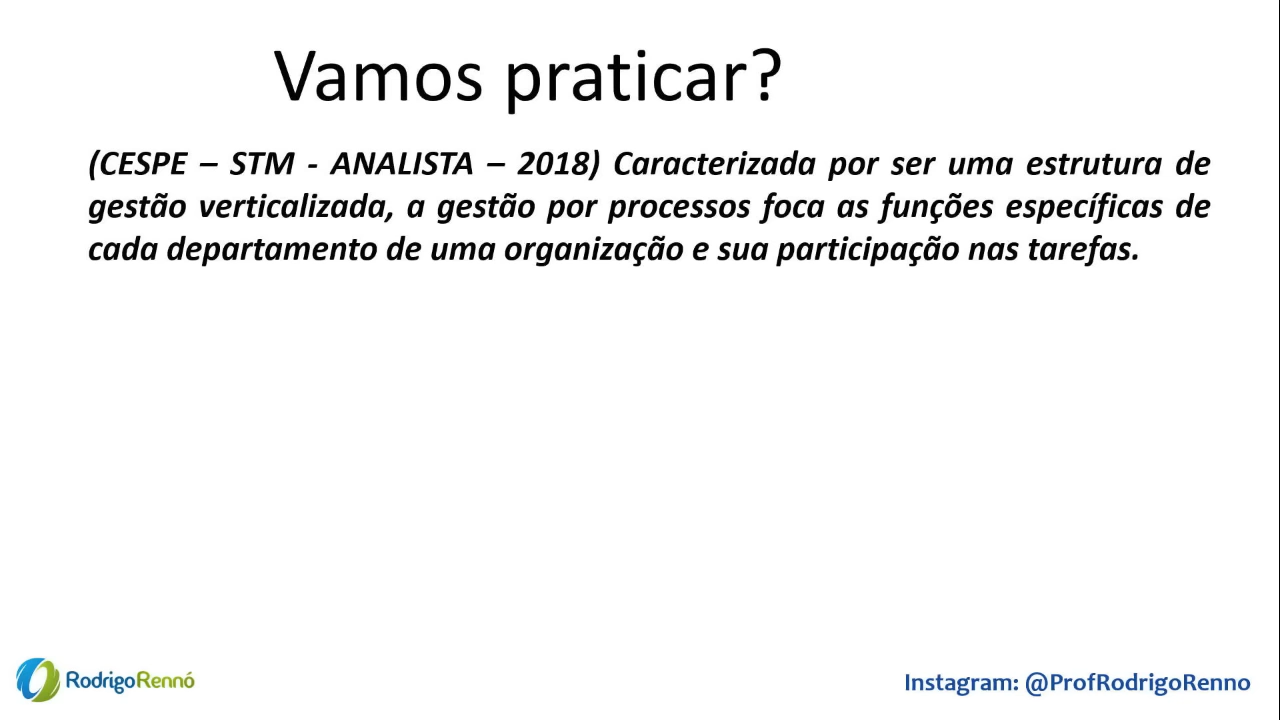 Vamos praticar?
(CESPE – STM - ANALISTA – 2018) Caracterizada por ser uma estrutura de
gestão verticalizada, a gestão por processos foca as funções específicas de
cada departamento de uma organização e sua participação nas tarefas.
RodrigoRennó
Instagram: @ProfRodrigoRenno